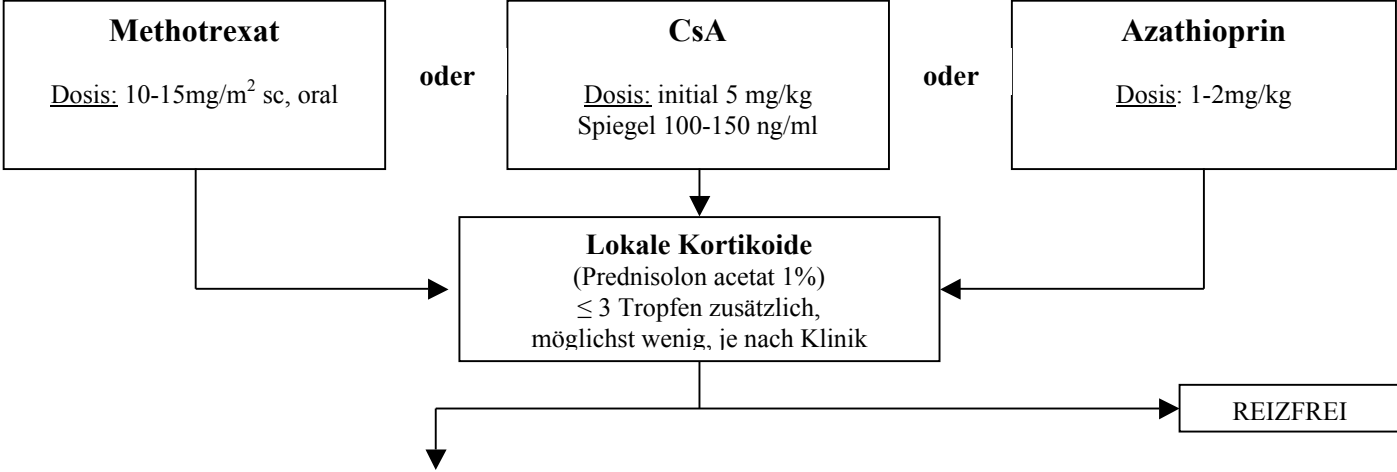 Methotrexat
Dosis: 10-15mg/m² sc, oral
oder
CsA
Dosis: initial 5 mg/kg
Spiegel 100-150 ng/ml
oder
Azathioprin
Dosis: 1-2mg/kg
Lokale Kortikoide
(Prednisolon acetat 1%)
≤ 3 Tropfen zusätzlich,
möglichst wenig, je nach Klinik
REIZFREI